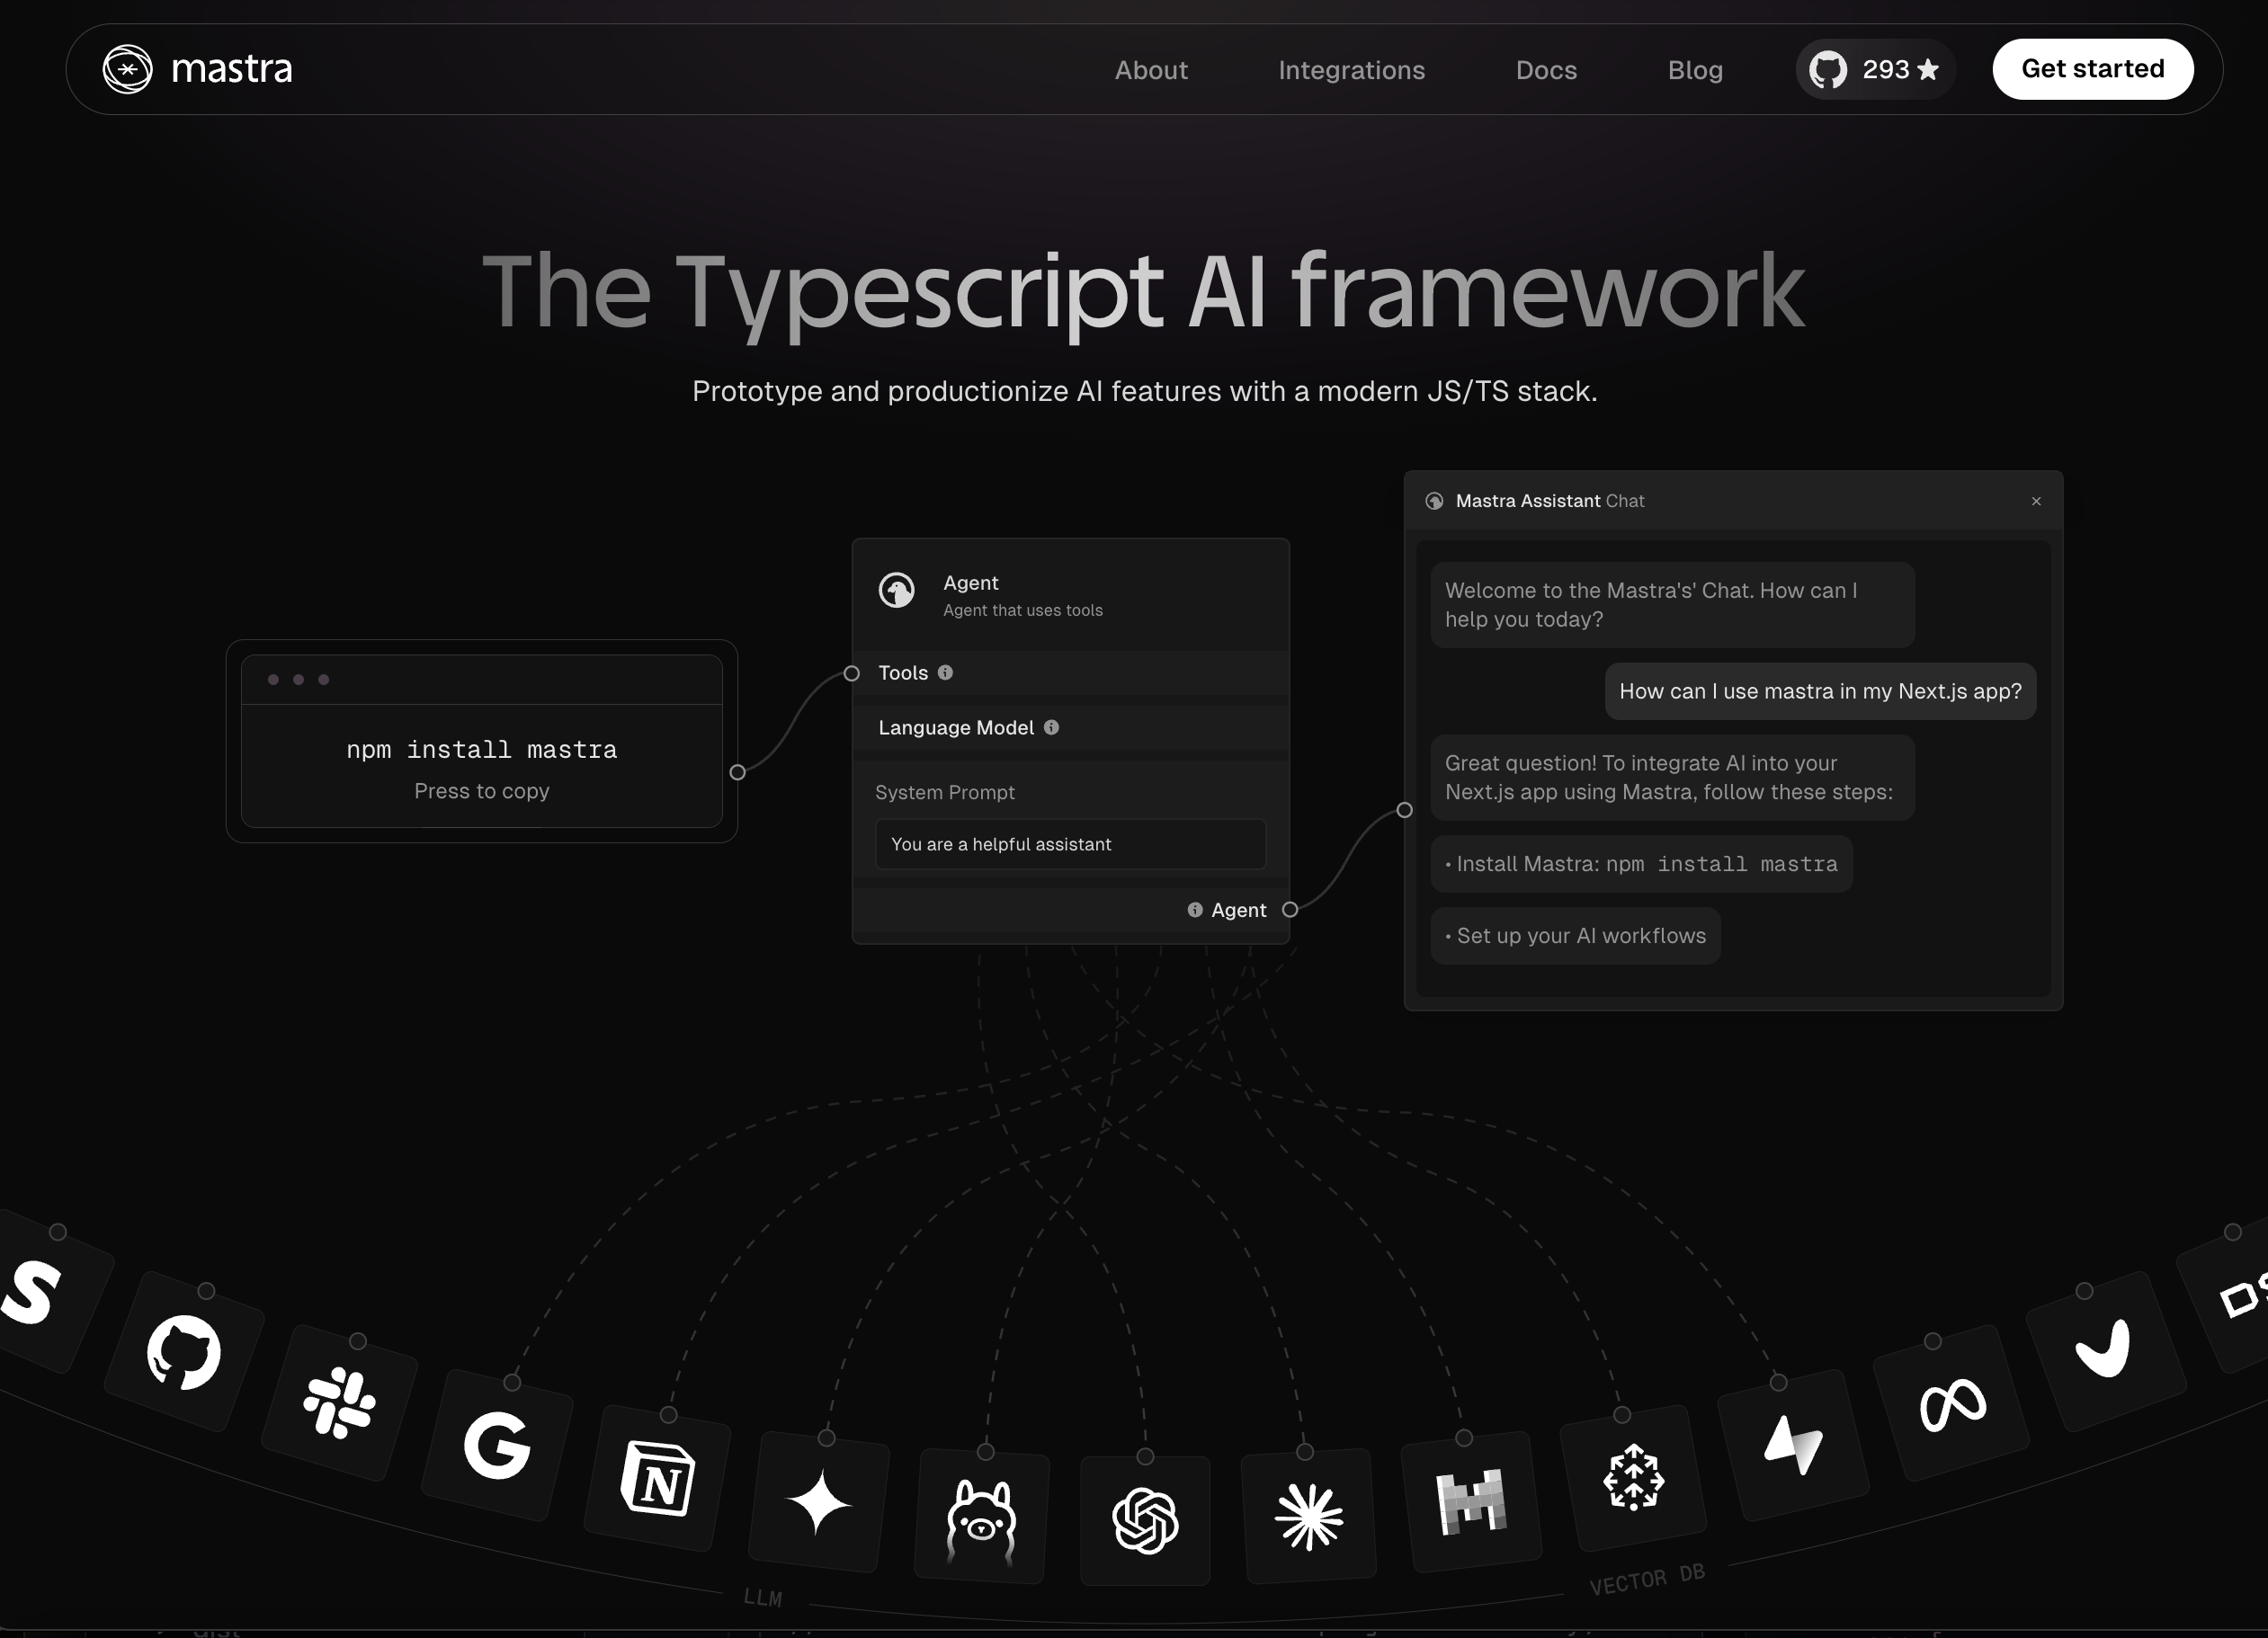 mastra
About
Integrations
Docs
Blog
293
Get started
The Typescript AI framework
Prototype and productionize AI features with a modern JS/TS stack.
npm install mastra
Press to copy
Agent
Agent that uses tools
Tools
Language Model
System Prompt
You are a helpful assistant
Agent
Mastra Assistant Chat
Welcome to the Mastra's' Chat. How can I
help you today?
How can I use mastra in my Next.js app?
Great question! To integrate AI into your
Next.js app using Mastra, follow these steps:
• Install Mastra: npm install mastra
• Set up your AI workflows
S
G
N
LLM
VECTOR DB